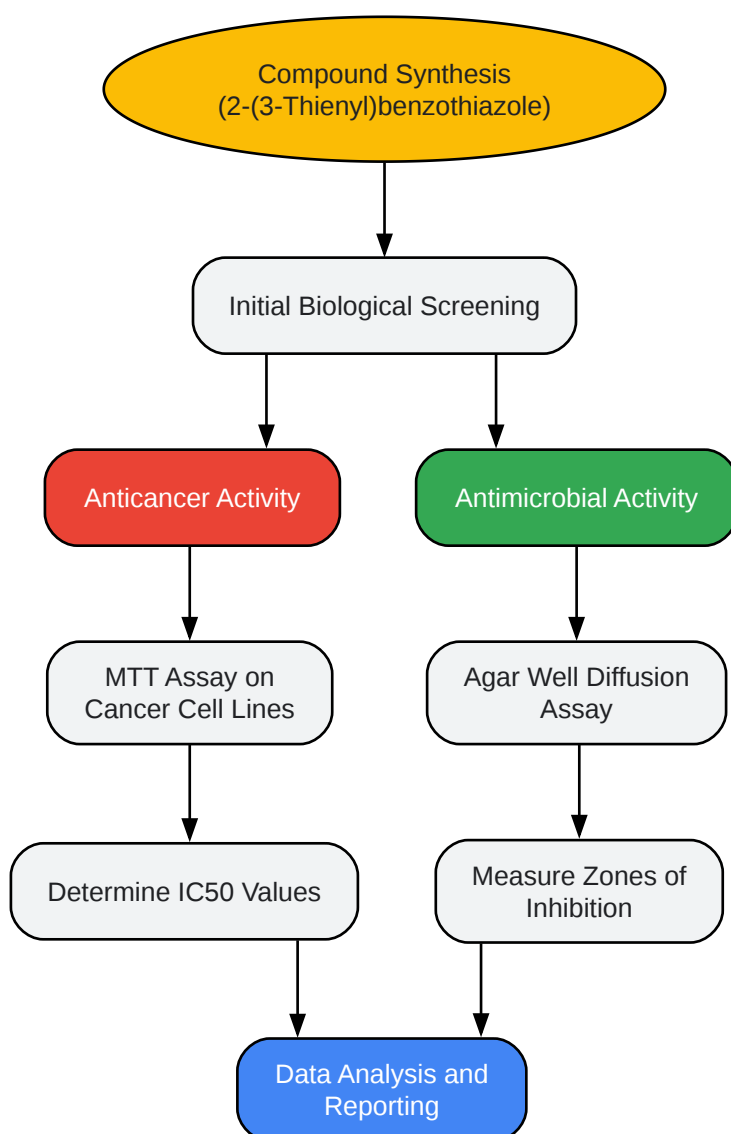 Compound Synthesis
(2-(3-Thienyl)benzothiazole)
Initial Biological Screening
Anticancer Activity
Antimicrobial Activity
MTT Assay on
Cancer Cell Lines
Agar Well Diffusion
Assay
Determine IC50 Values
Measure Zones of
Inhibition
Data Analysis and
Reporting